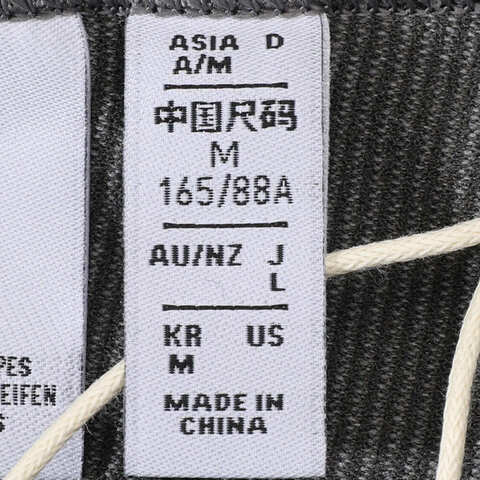 ASIA D
A/M
中国尺码
M
165/88A
AU/NZ J
L
KR US
M
MADE IN
CHINA
PES
EIFEN
S